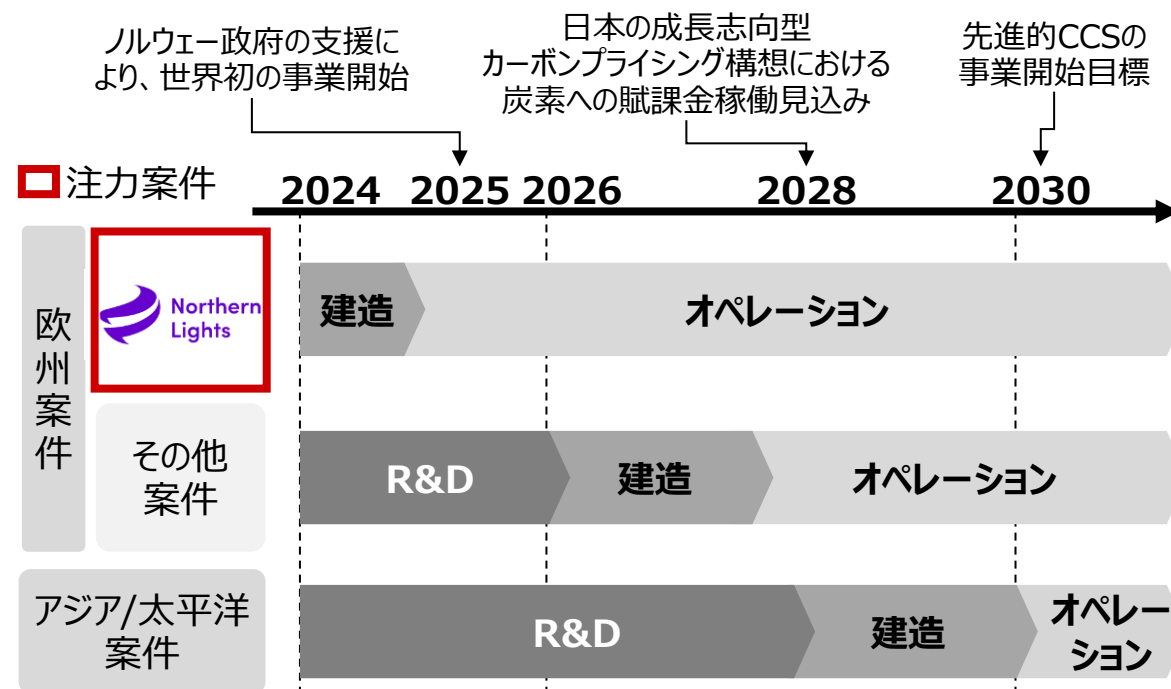 ノルウェー政府の支援に
より、世界初の事業開始
日本の成長志向型
カーボンプライシング構想における
炭素への賦課金稼働見込み
先進的CCSの
事業開始目標
注力案件
2024 2025 2026 2028 2030
欧州案件
Northern
Lights
建造
オペレーション
その他
案件
R&D
建造
オペレーション
アジア/太平洋
案件
R&D
建造
オペレー
ション